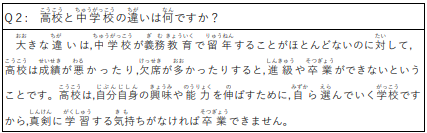 Q2: 高校と中学校の違いは何ですか？
大きな違いは，中学校が義務教育で留年することがほとんどないのに対して，
高校は成績が悪かったり，欠席が多かったりすると，進級や卒業ができないという
ことです。高校は，自分自身の興味や能力を伸ばすために，自ら選んでいく学校です
から，真剣に学習する気持ちがなければ卒業できません。